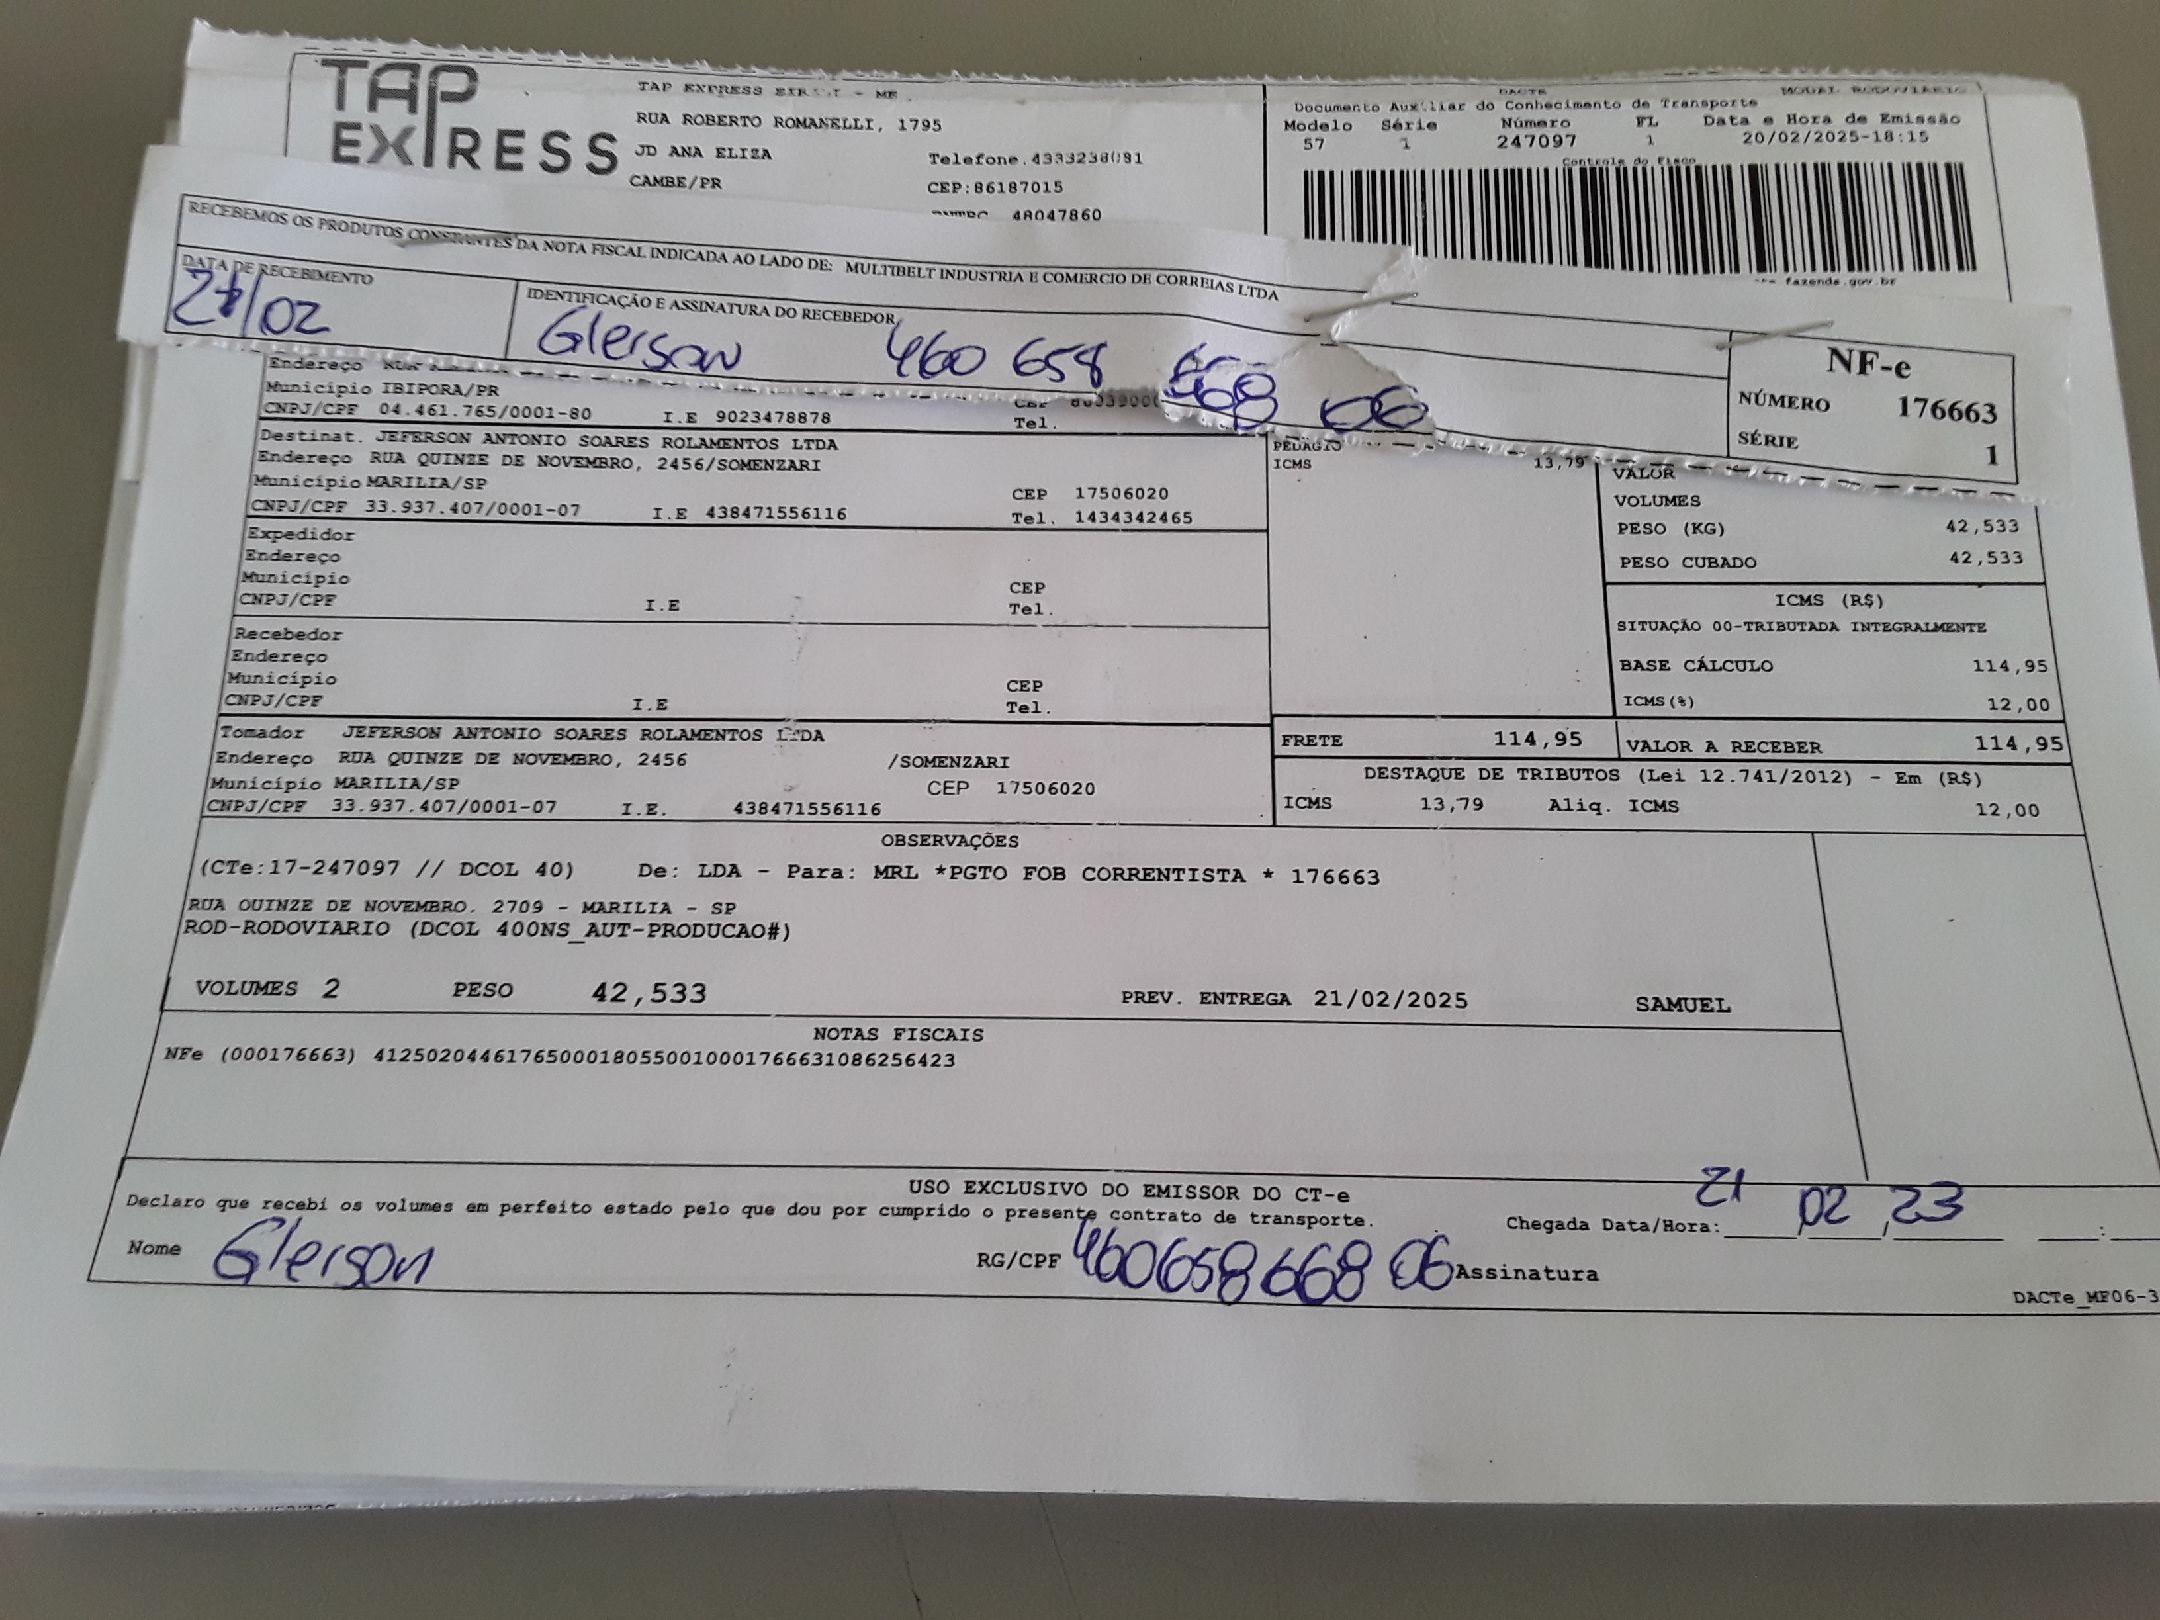 TAP EXPRESS
TAP EXPRESS - ME
RUA ROBERTO ROMANELLI, 1795
JD ANA ELIZA
Telefone.4333238081
CAMBE/PR
CEP:86187015
48047860
DACTE MODAL RODOVIARIO
Documento Auxiliar do Conhecimento de Transporte
Modelo Série Número FL Data e Hora de Emissão
57 1 247097 1 20/02/2025-18:15
Controle do Fisco
fazenda.gov.br
RECEBEMOS OS PRODUTOS CONSTANTES DA NOTA FISCAL INDICADA AO LADO DE: MULTIBELT INDUSTRIA E COMERCIO DE CORREIAS LTDA
DATA DE RECEBIMENTO
21/02
IDENTIFICAÇÃO E ASSINATURA DO RECEBEDOR
Gleison 460 658 668 06
NF-e
NÚMERO 176663
SÉRIE 1
Endereço
Município IBIPORA/PR
CNPJ/CPF 04.461.765/0001-80 I.E 9023478878 Tel.
Destinat. JEFERSON ANTONIO SOARES ROLAMENTOS LTDA
Endereço RUA QUINZE DE NOVEMBRO, 2456/SOMENZARI
Município MARILIA/SP CEP 17506020
CNPJ/CPF 33.937.407/0001-07 I.E 438471556116 Tel. 1434342465
Expedidor
Endereço
Município CEP
CNPJ/CPF I.E Tel.
Recebedor
Endereço
Município CEP
CNPJ/CPF I.E Tel.
Tomador JEFERSON ANTONIO SOARES ROLAMENTOS LTDA
Endereço RUA QUINZE DE NOVEMBRO, 2456 /SOMENZARI
Município MARILIA/SP CEP 17506020
CNPJ/CPF 33.937.407/0001-07 I.E. 438471556116
PEDÁGIO
ICMS 13,79
VALOR
VOLUMES
PESO (KG) 42,533
PESO CUBADO 42,533
ICMS (R$)
SITUAÇÃO 00-TRIBUTADA INTEGRALMENTE
BASE CÁLCULO 114,95
ICMS(%) 12,00
FRETE 114,95 VALOR A RECEBER 114,95
DESTAQUE DE TRIBUTOS (Lei 12.741/2012) - Em (R$)
ICMS 13,79 Aliq. ICMS 12,00
OBSERVAÇÕES
(CTe:17-247097 // DCOL 40) De: LDA - Para: MRL *PGTO FOB CORRENTISTA * 176663
RUA QUINZE DE NOVEMBRO. 2709 - MARILIA - SP
ROD-RODOVIARIO (DCOL 400NS_AUT-PRODUCAO#)
VOLUMES 2 PESO 42,533 PREV. ENTREGA 21/02/2025 SAMUEL
NOTAS FISCAIS
NFe (000176663) 41250204461765000180550010001766631086256423
USO EXCLUSIVO DO EMISSOR DO CT-e
Declaro que recebi os volumes em perfeito estado pelo que dou por cumprido o presente contrato de transporte.
Chegada Data/Hora: 21 02 23 :
Nome Gleison RG/CPF 460658668 06 Assinatura
DACTe_MF06-3